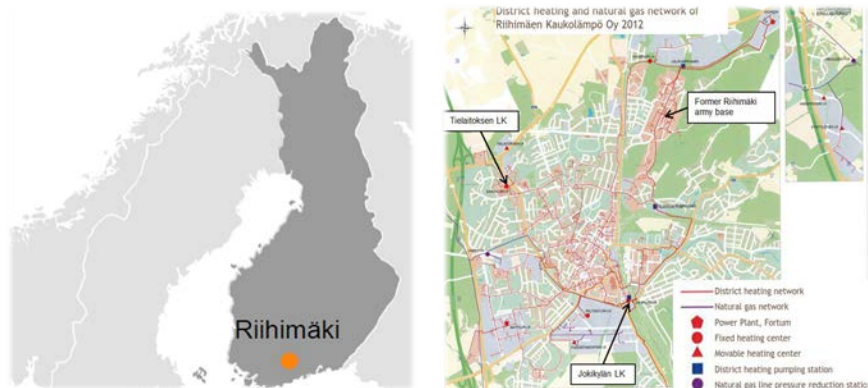 Riihimäki
District heating and natural gas network of
Riihimäen Kaukolämpö Oy 2012
Former Riihimäki
army base
Tielaitoksen LK
Jokikylän LK
District heating network
Natural gas network
Power Plant, Fortum
Fixed heating center
Movable heating center
District heating pumping station
Natural gas line pressure reduction station